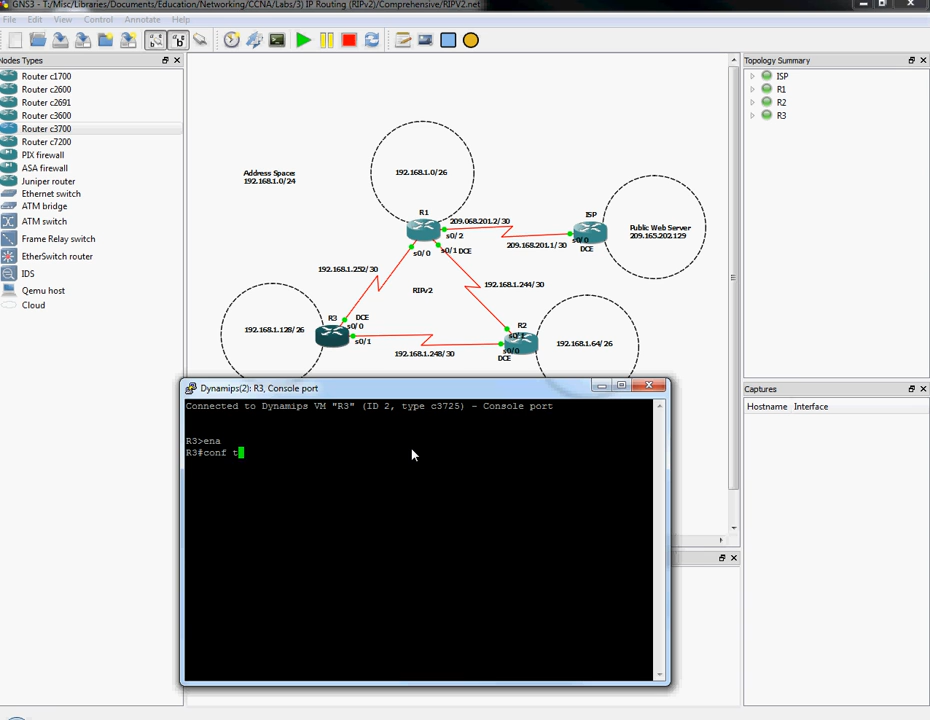 GNS3 - T:/Misc/Libraries/Documents/Education/Networking/CCNA/Labs/3) IP Routing (RIPv2)/Comprehensive/RIPV2.net
File Edit View Control Annotate Help
Nodes Types
Router c1700
Router c2600
Router c2691
Router c3600
Router c3700
Router c7200
PIX firewall
ASA firewall
Juniper router
Ethernet switch
ATM bridge
ATM switch
Frame Relay switch
EtherSwitch router
IDS
Qemu host
Cloud
Address Spaces
192.168.1.0/24
192.168.1.0/26
R1
209.068.201.2/30
s0/2
s0/1 DCE
s0/0
ISP
s0/0
209.168.201.1/30
DCE
Public Web Server
209.165.202.129
192.168.1.252/30
RIPv2
192.168.1.244/30
R3
DCE
s0/0
192.168.1.128/26
s0/1
192.168.1.248/30
R2
s0/1
s0/0
DCE
192.168.1.64/26
Topology Summary
ISP
R1
R2
R3
Captures
Hostname Interface
Dynamips(2): R3, Console port
Connected to Dynamips VM "R3" (ID 2, type c3725) - Console port
R3>ena
R3#conf t